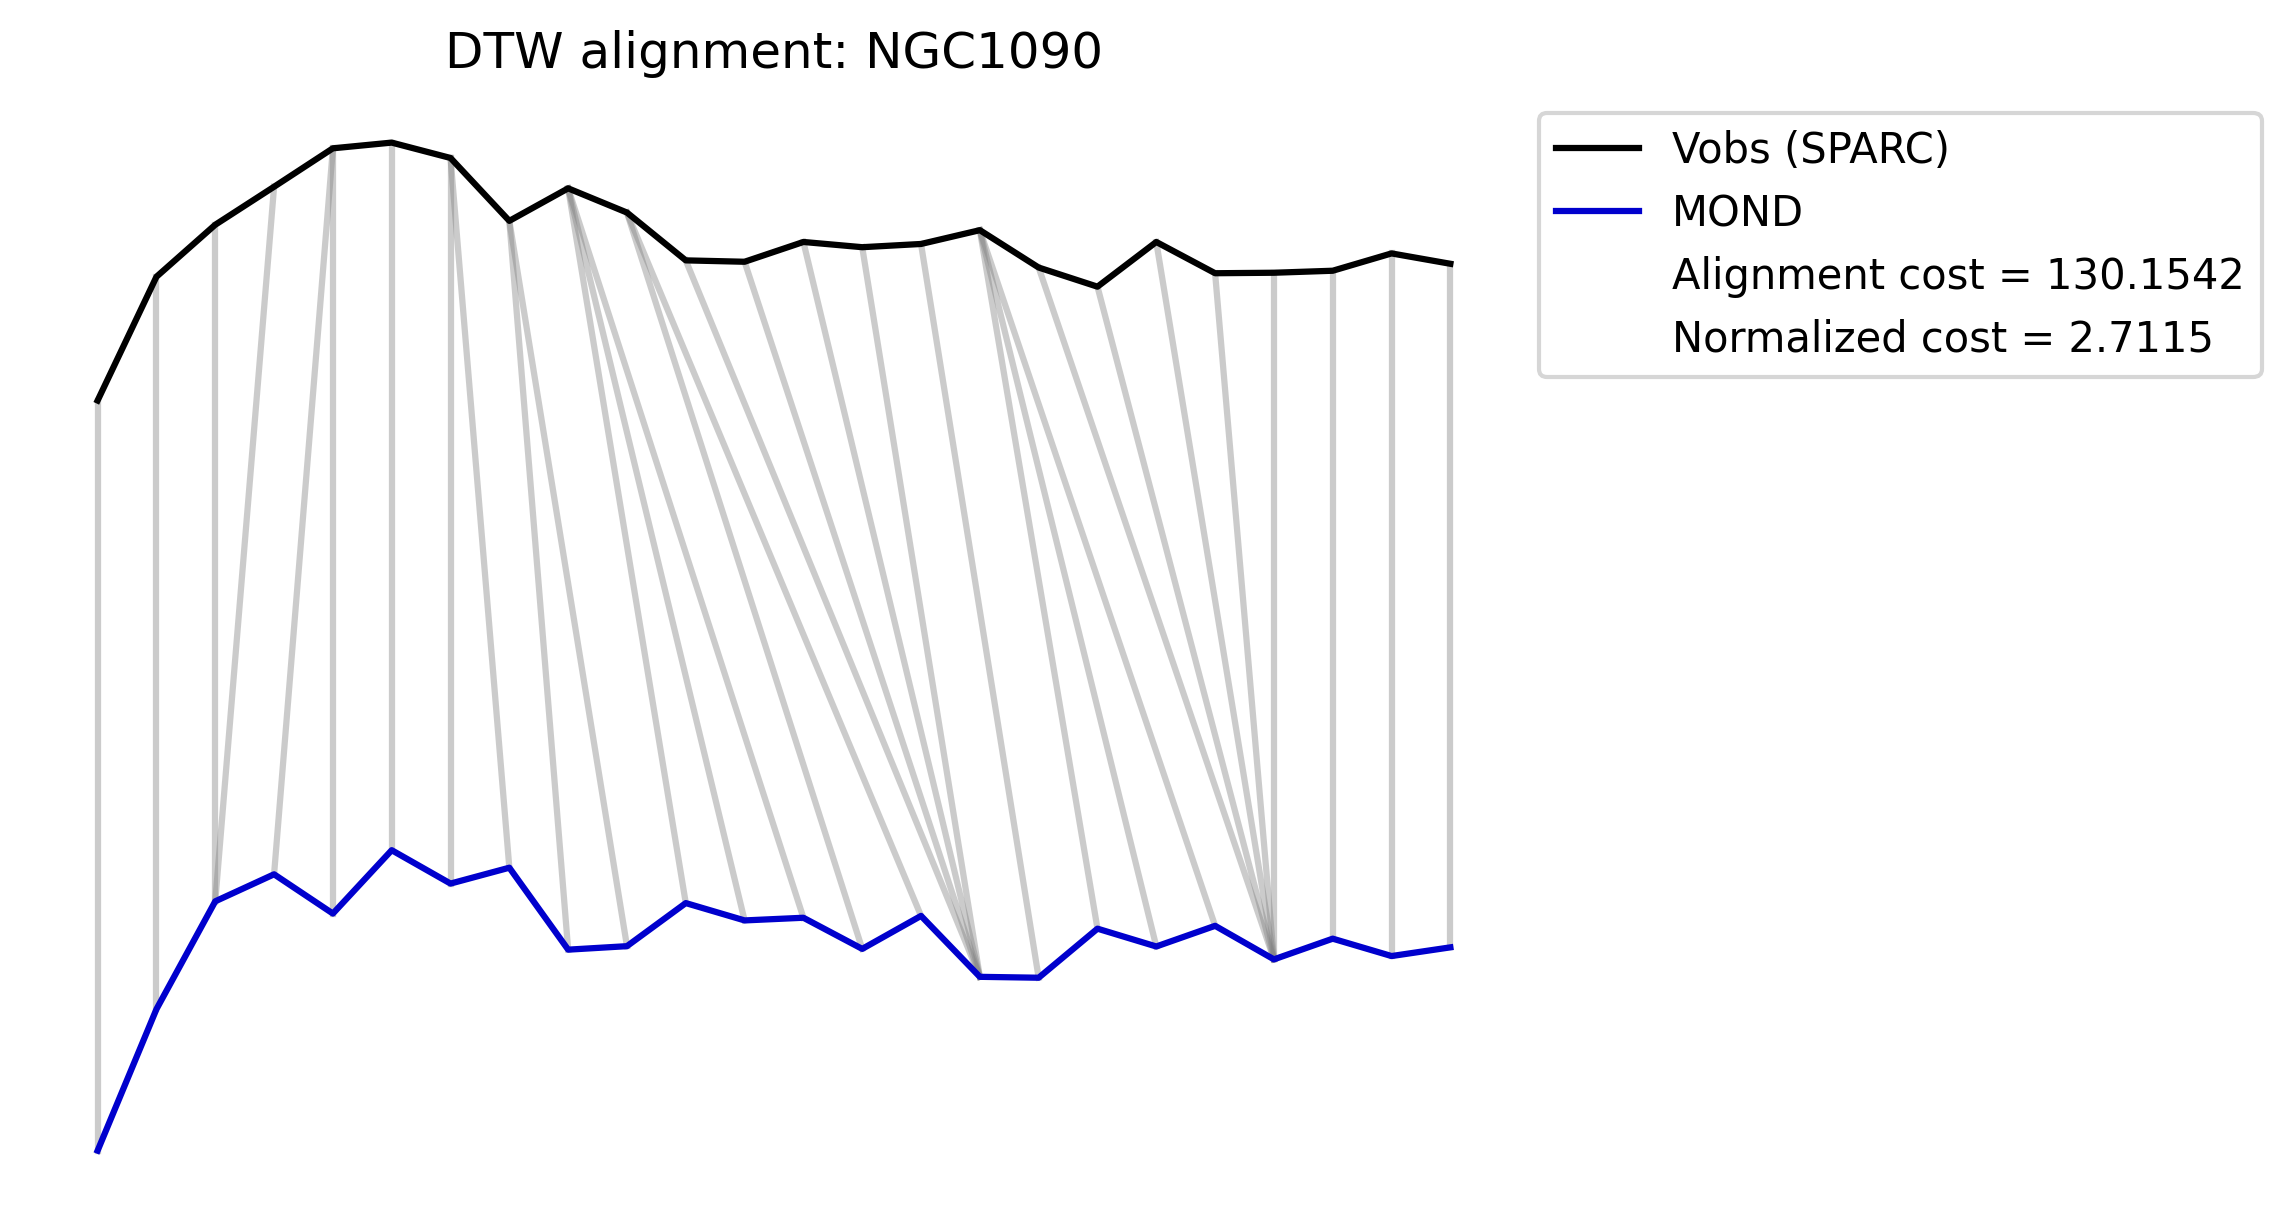 DTW alignment: NGC1090
Vobs (SPARC)
MOND
Alignment cost = 130.1542
Normalized cost = 2.7115